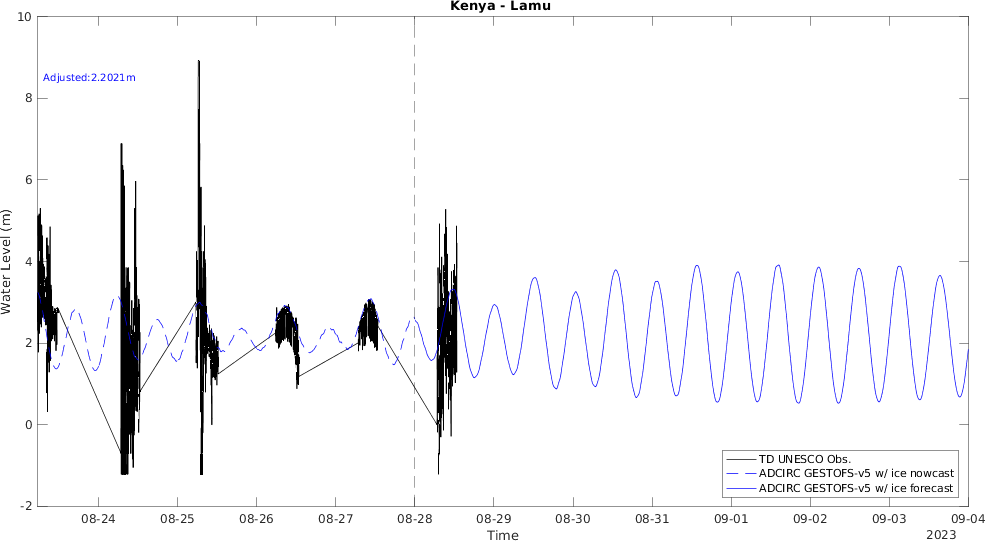 Kenya - Lamu
10
8
6
4
2
0
-2
Water Level (m)
Adjusted:2.2021m
TD UNESCO Obs.
ADCIRC GESTOFS-v5 w/ ice nowcast
ADCIRC GESTOFS-v5 w/ ice forecast
08-24 08-25 08-26 08-27 08-28 08-29 08-30 08-31 09-01 09-02 09-03 09-04
Time
2023